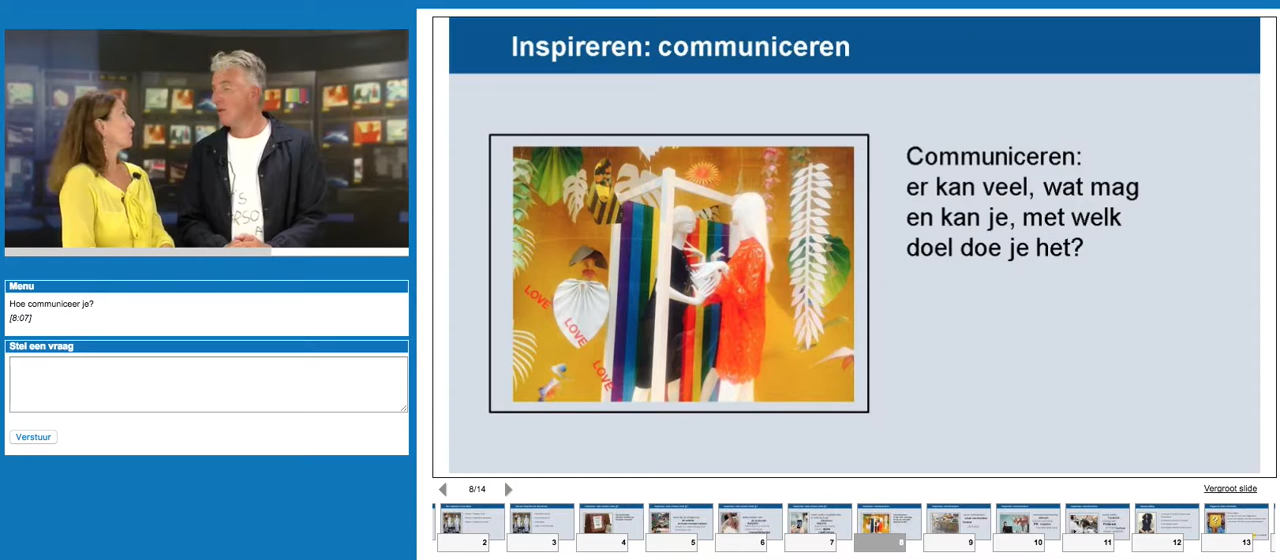 Inspireren: communiceren
Communiceren:
er kan veel, wat mag
en kan je, met welk
doel doe je het?
LOVE
LOVE
LOVE
Menu
Hoe communiceer je?
[8:07]
Stel een vraag
Verstuur
8/14
Vergroot slide
2
3
4
5
6
7
8
9
10
11
12
13